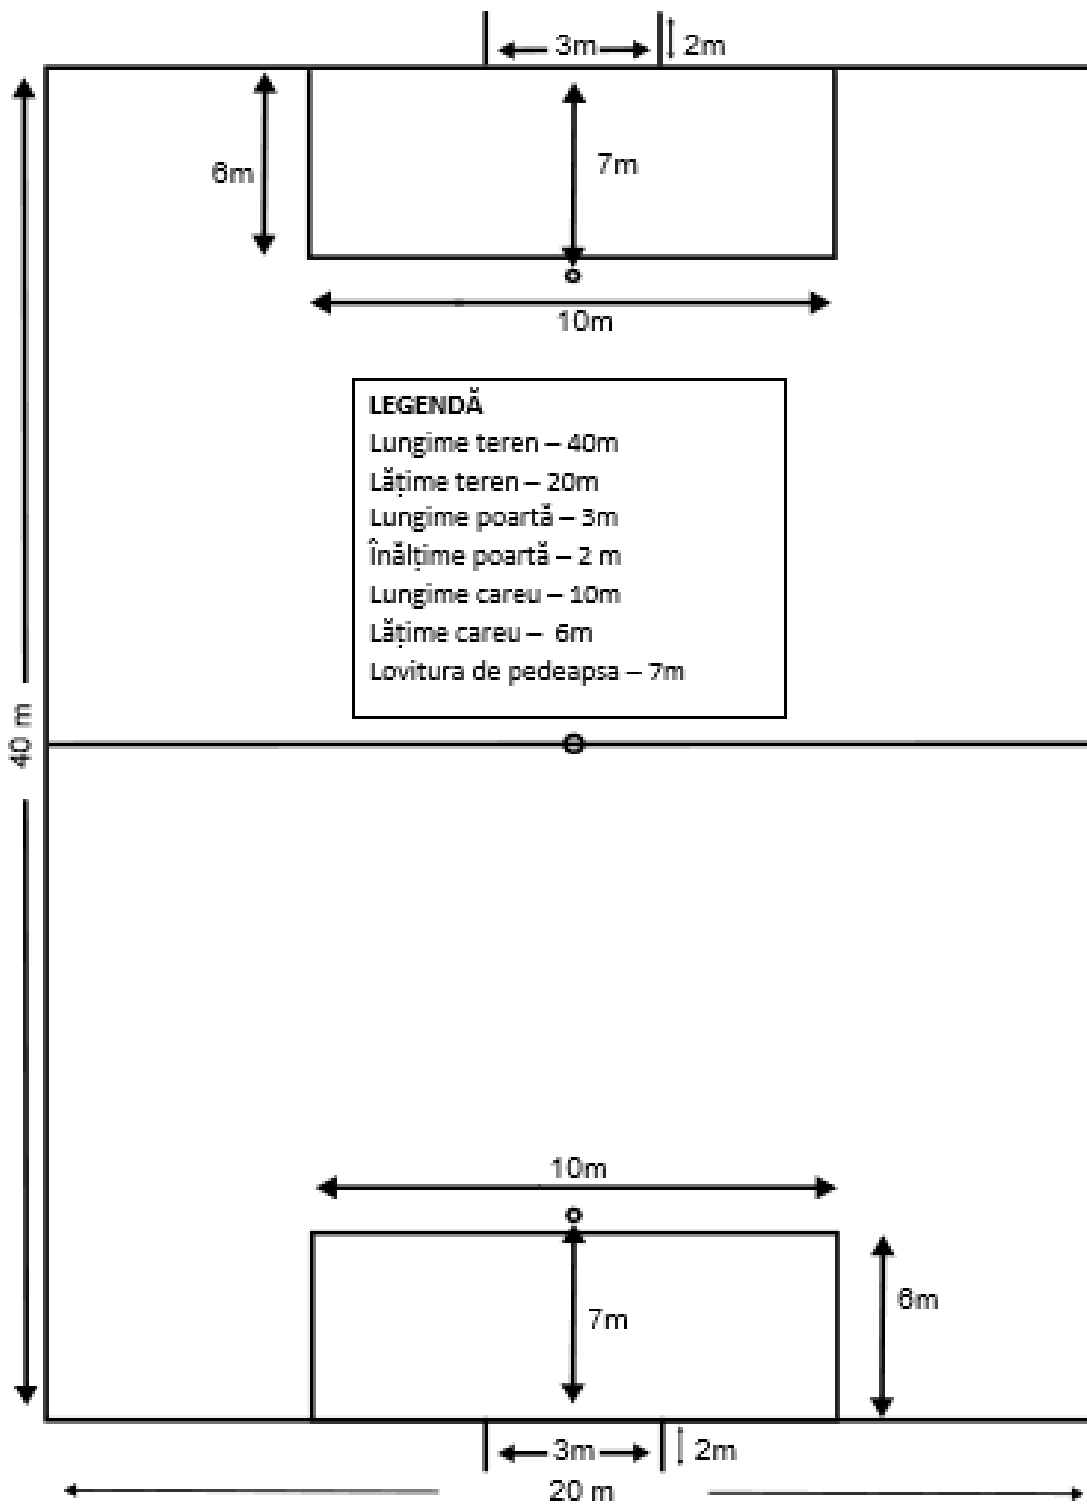 3m
2m
6m
7m
10m
LEGENDĂ
Lungime teren – 40m
Lățime teren – 20m
Lungime poartă – 3m
Înălțime poartă – 2 m
Lungime careu – 10m
Lățime careu – 6m
Lovitura de pedeapsa – 7m
40 m
10m
7m
6m
3m
2m
20 m